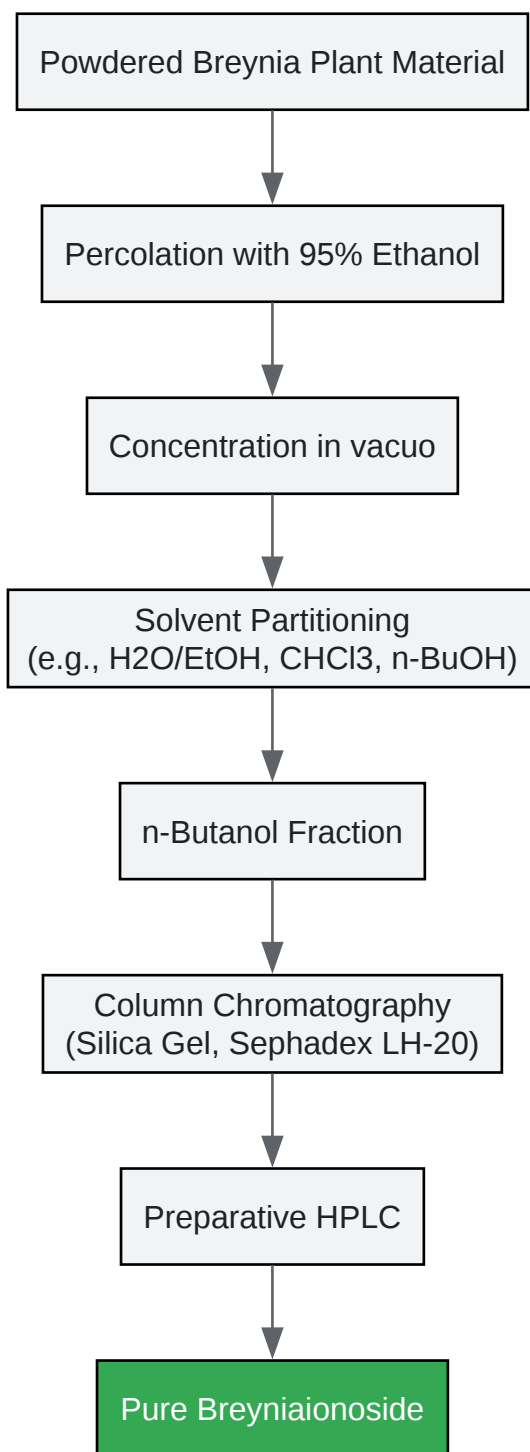 Powdered Breynia Plant Material
Percolation with 95% Ethanol
Concentration in vacuo
Solvent Partitioning
(e.g., H2O/EtOH, CHCl3, n-BuOH)
n-Butanol Fraction
Column Chromatography
(Silica Gel, Sephadex LH-20)
Preparative HPLC
Pure Breyniaionoside